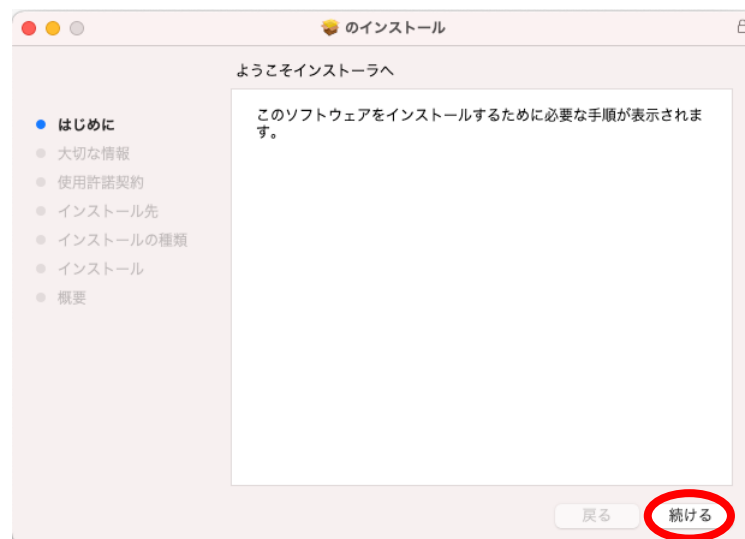 のインストール
ようこそインストーラへ
はじめに
大切な情報
使用許諾契約
インストール先
インストールの種類
インストール
概要
このソフトウェアをインストールするために必要な手順が表示されま
す。
戻る
続ける